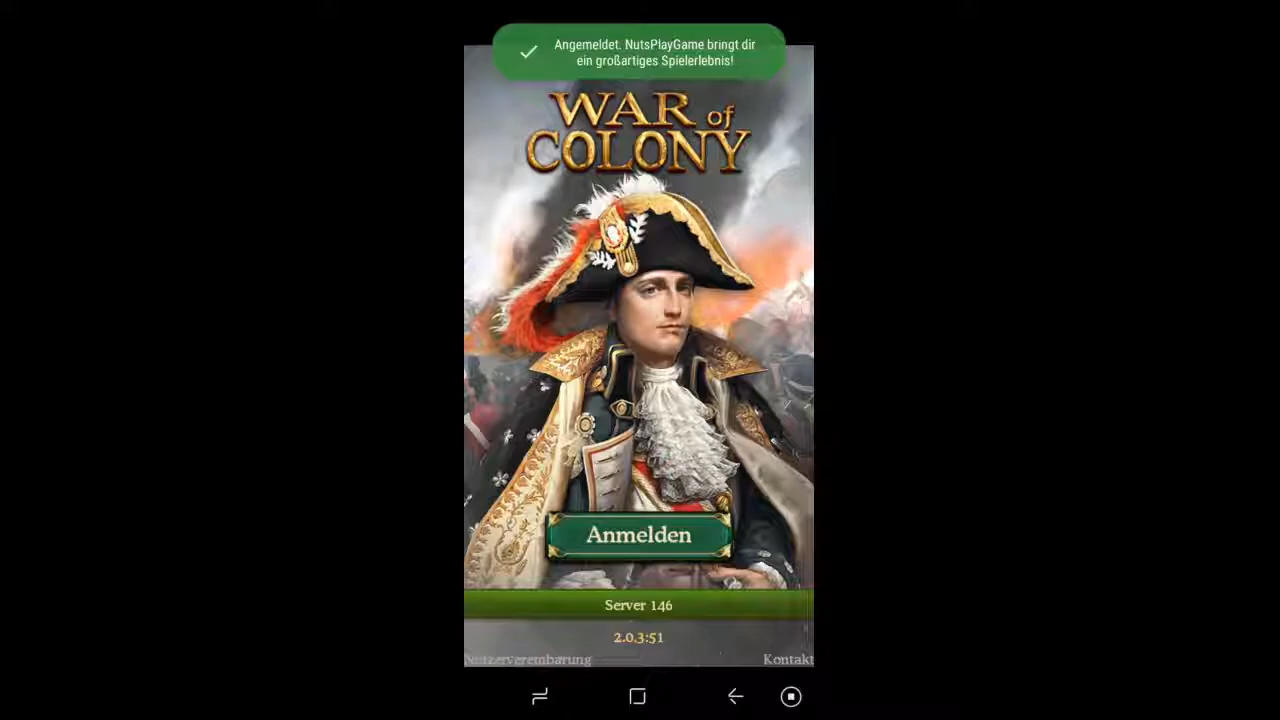 Angemeldet. NutsPlayGame bringt dir
ein großartiges Spielerlebnis!
WAR of
COLONY
Anmelden
Server 146
2.0.3:51
Nutzervereinbarung
Kontakt